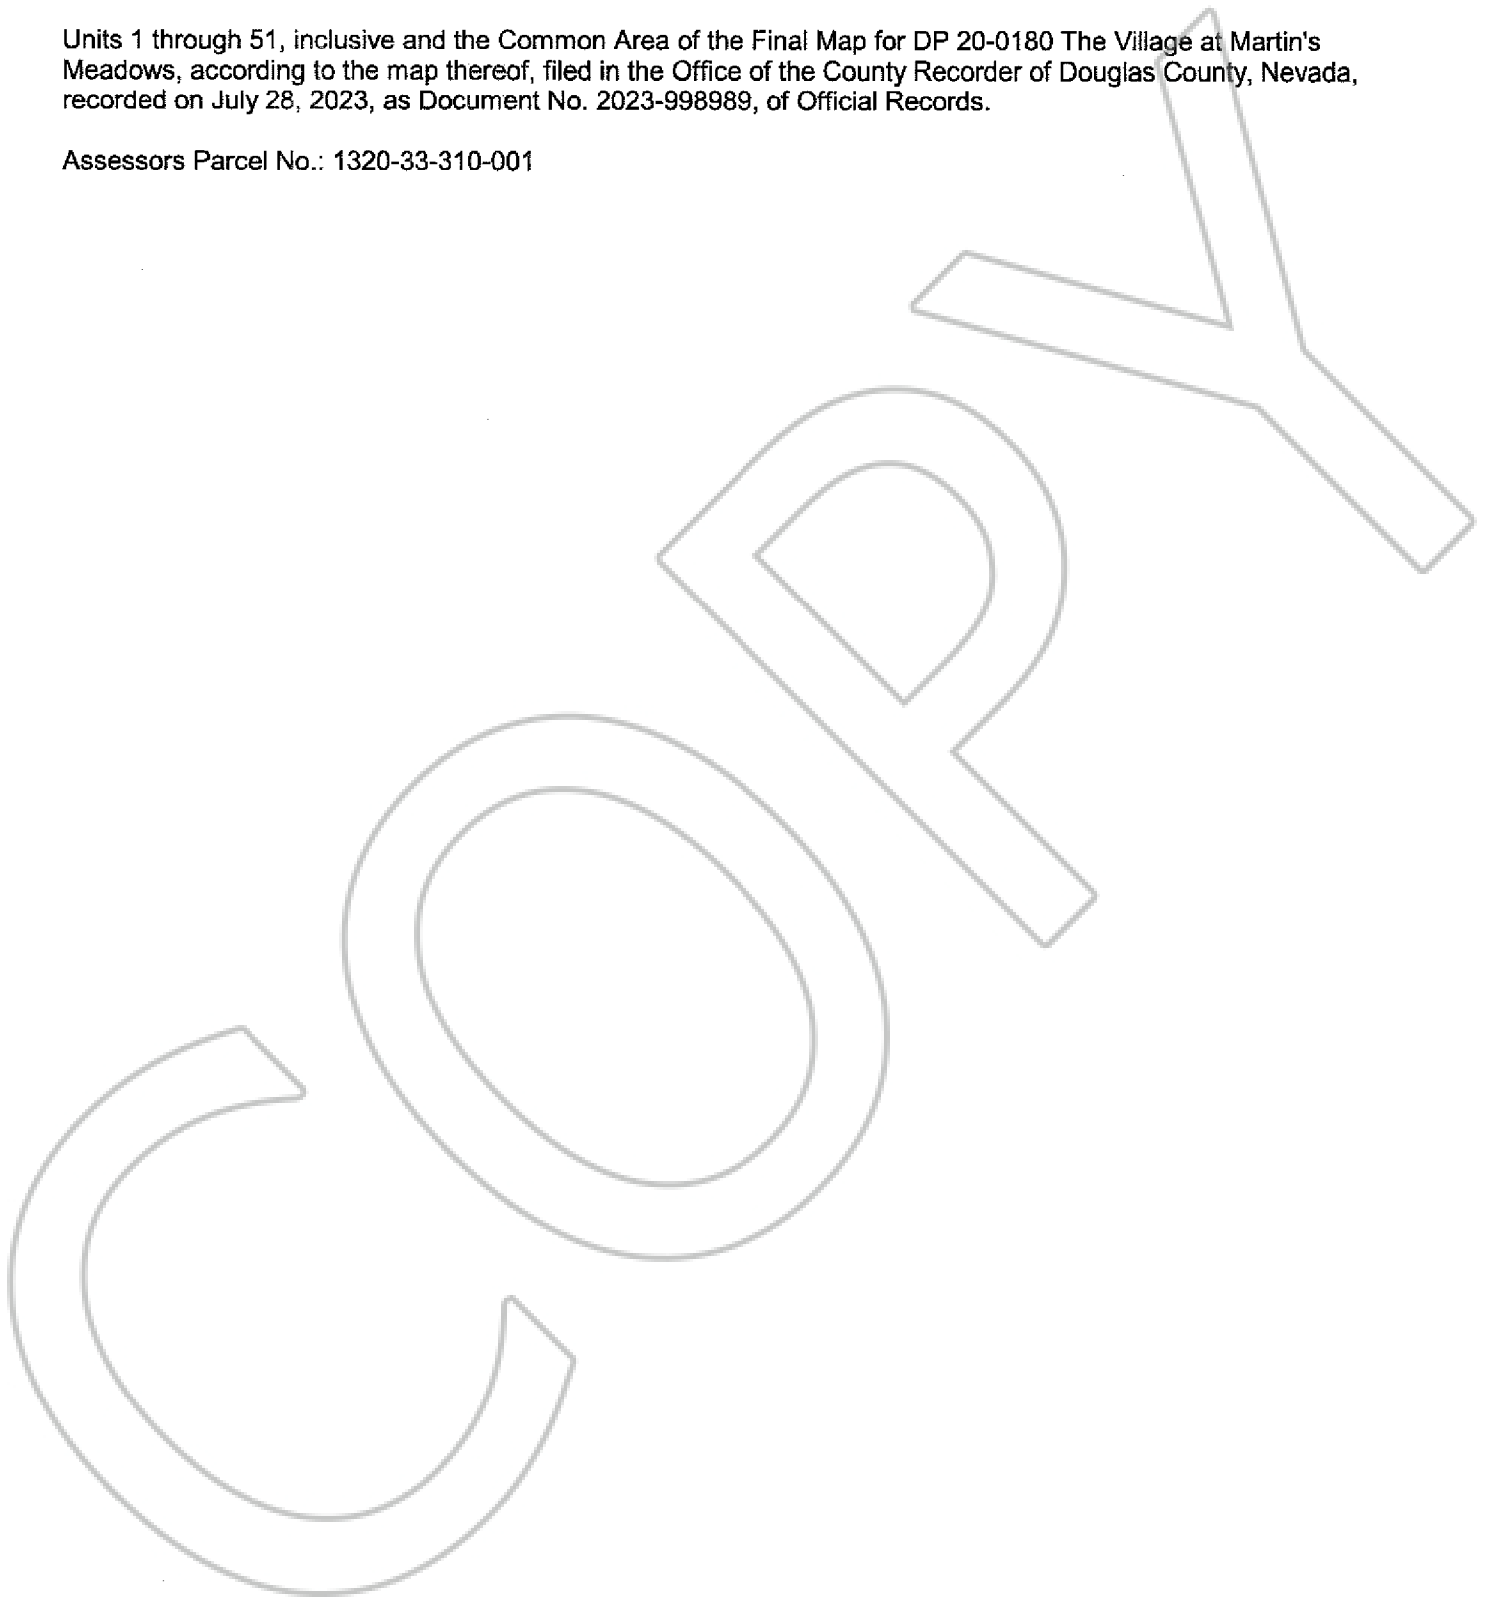 Units 1 through 51, inclusive and the Common Area of the Final Map for DP 20-0180 The Village at Martin's
Meadows, according to the map thereof, filed in the Office of the County Recorder of Douglas County, Nevada,
recorded on July 28, 2023, as Document No. 2023-998989, of Official Records.
Assessors Parcel No.: 1320-33-310-001
COPY